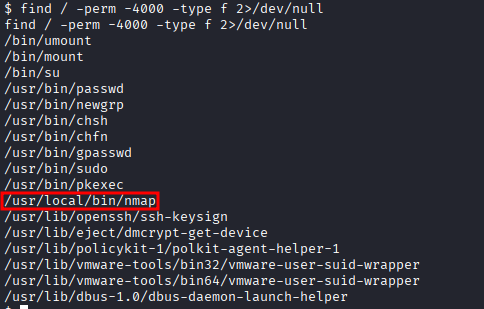 $ find / -perm -4000 -type f 2>/dev/null
find / -perm -4000 -type f 2>/dev/null
/bin/umount
/bin/mount
/bin/su
/usr/bin/passwd
/usr/bin/newgrp
/usr/bin/chsh
/usr/bin/chfn
/usr/bin/gpasswd
/usr/bin/sudo
/usr/bin/pkexec
/usr/local/bin/nmap
/usr/lib/openssh/ssh-keysign
/usr/lib/eject/dmcrypt-get-device
/usr/lib/policykit-1/polkit-agent-helper-1
/usr/lib/vmware-tools/bin32/vmware-user-suid-wrapper
/usr/lib/vmware-tools/bin64/vmware-user-suid-wrapper
/usr/lib/dbus-1.0/dbus-daemon-launch-helper